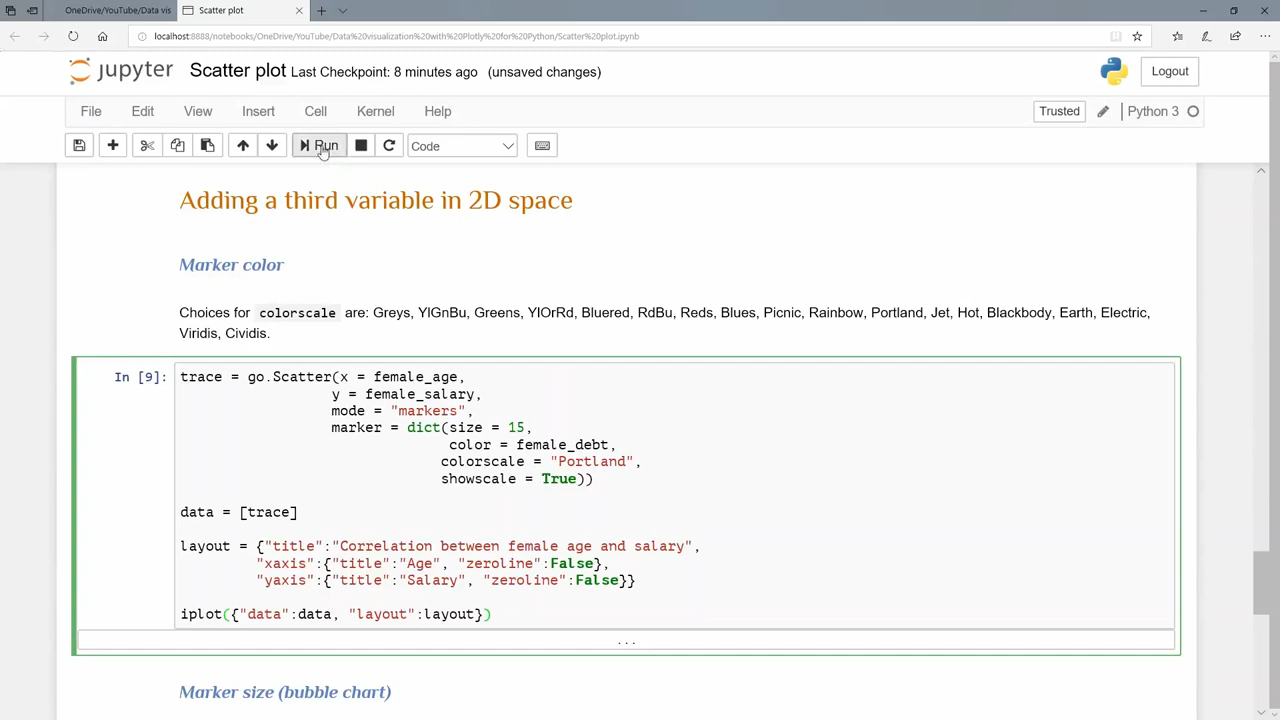 OneDrive/YouTube/Data vis
Scatter plot
localhost:8888/notebooks/OneDrive/YouTube/Data%20visualization%20with%20Plotly%20for%20Python/Scatter%20plot.ipynb
jupyter Scatter plot Last Checkpoint: 8 minutes ago (unsaved changes)
Logout
File Edit View Insert Cell Kernel Help
Trusted
Python 3
Run
Code
Adding a third variable in 2D space
Marker color
Choices for colorscale are: Greys, YlGnBu, Greens, YlOrRd, Bluered, RdBu, Reds, Blues, Picnic, Rainbow, Portland, Jet, Hot, Blackbody, Earth, Electric,
Viridis, Cividis.
In [9]:
trace = go.Scatter(x = female_age,
y = female_salary,
mode = "markers",
marker = dict(size = 15,
color = female_debt,
colorscale = "Portland",
showscale = True))
data = [trace]
layout = {"title":"Correlation between female age and salary",
"xaxis":{"title":"Age", "zeroline":False},
"yaxis":{"title":"Salary", "zeroline":False}}
iplot({"data":data, "layout":layout})
...
Marker size (bubble chart)